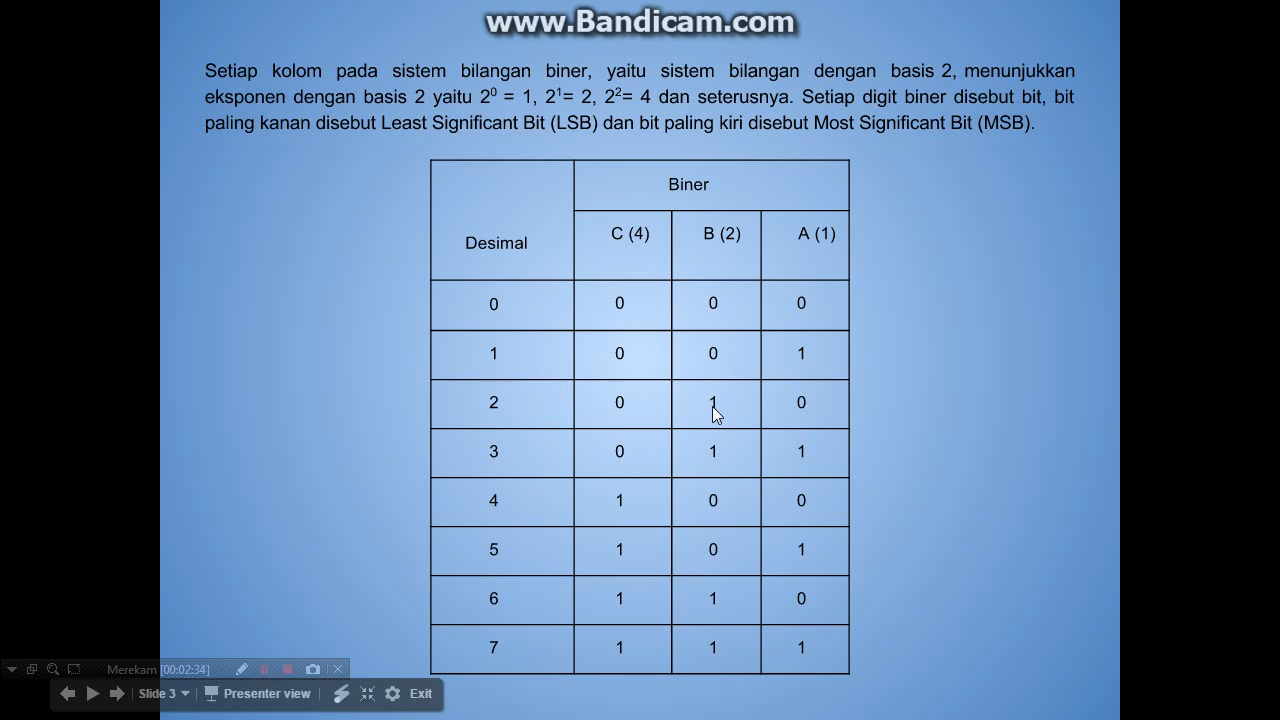 www.Bandicam.com
Setiap kolom pada sistem bilangan biner, yaitu sistem bilangan dengan basis 2, menunjukkan
eksponen dengan basis 2 yaitu 2⁰ = 1, 2¹= 2, 2²= 4 dan seterusnya. Setiap digit biner disebut bit, bit
paling kanan disebut Least Significant Bit (LSB) dan bit paling kiri disebut Most Significant Bit (MSB).
Biner
Desimal C (4) B (2) A (1)
0 0 0 0
1 0 0 1
2 0 1 0
3 0 1 1
4 1 0 0
5 1 0 1
6 1 1 0
7 1 1 1
Merekam [00:02:34]
Slide 3 Presenter view Exit